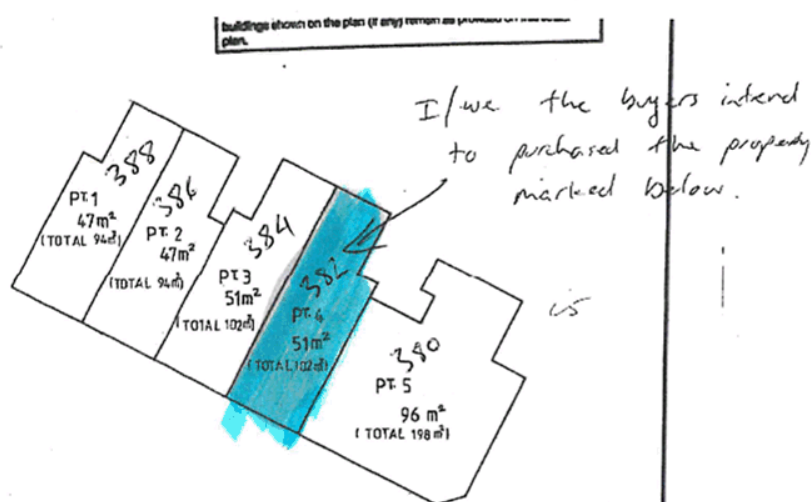 buildings shown on the plan (if any) remain as provided on
plan.
I/we the buyers intend
to purchased the property
marked below.
388
PT.1
47m²
(TOTAL 94m²)
386
PT. 2
47m²
(TOTAL 94m²)
384
PT.3
51m²
(TOTAL 102m²)
382
PT.4
51m²
(TOTAL 102m²)
380
PT. 5
96 m²
(TOTAL 198m²)